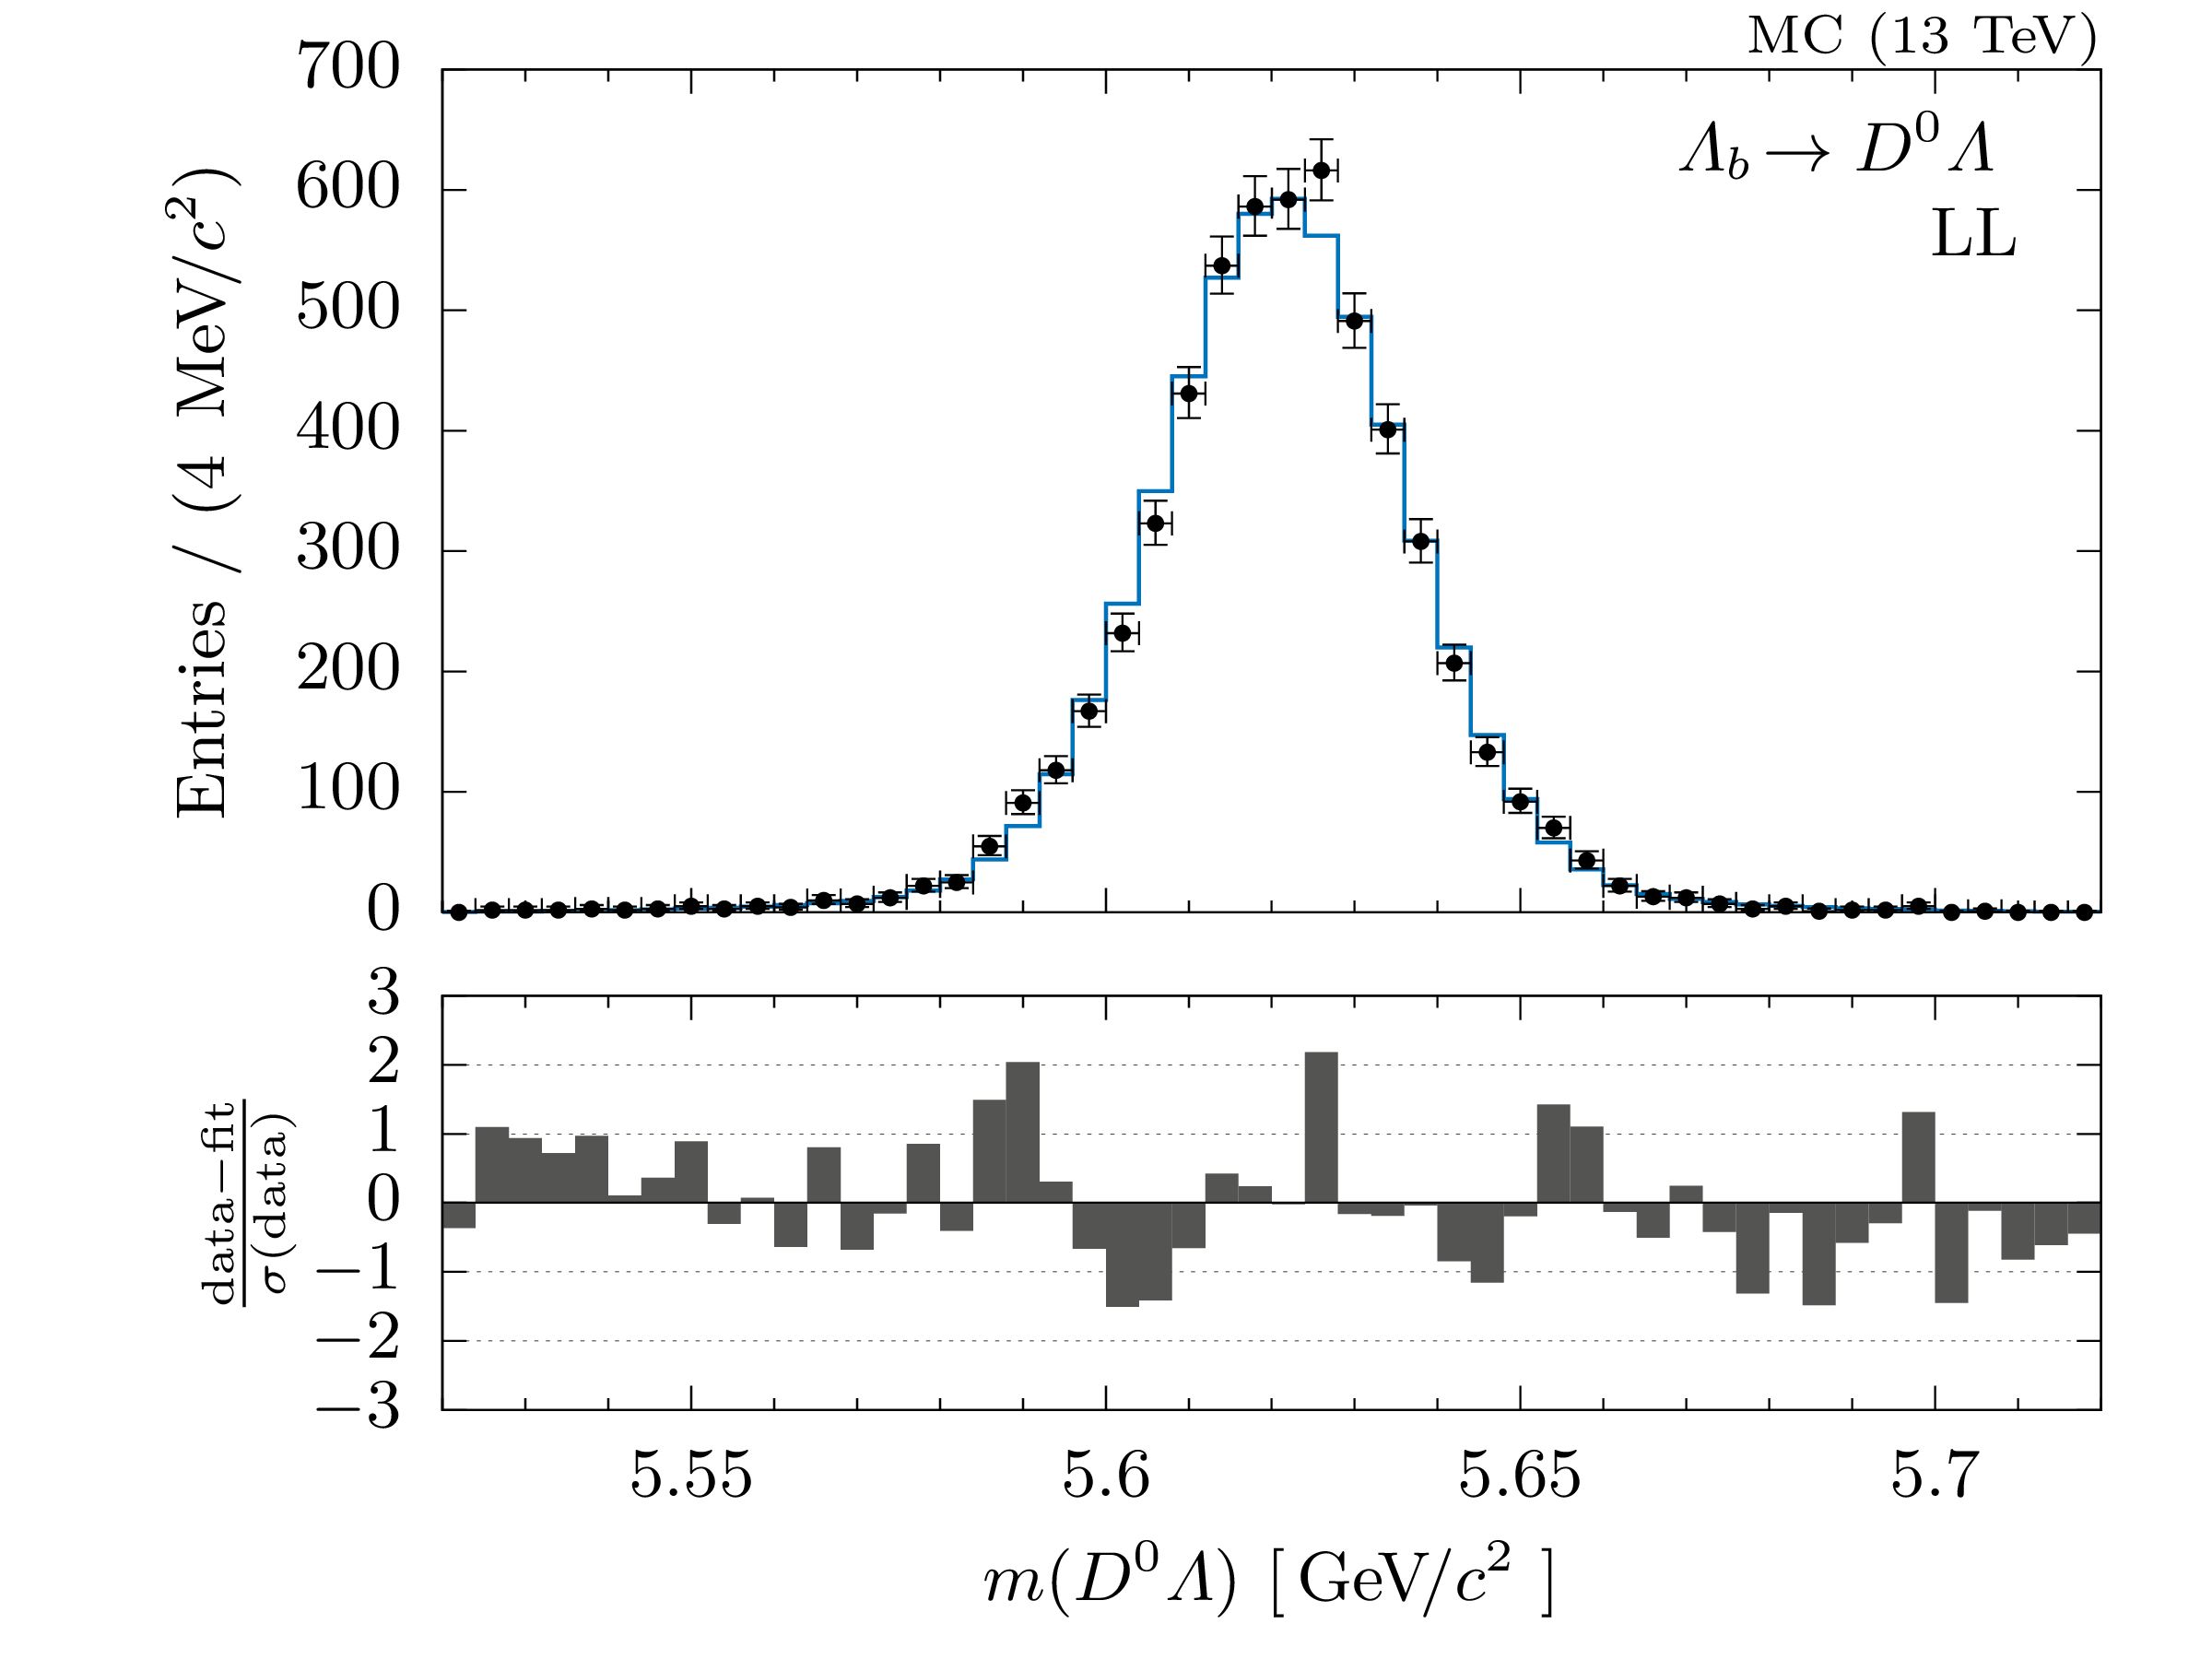 MC (13 TeV)
Λb → D⁰Λ
LL
Entries / (4 MeV/c²)
700
600
500
400
300
200
100
0
data−fit
σ(data)
3
2
1
0
−1
−2
−3
5.55 5.6 5.65 5.7
m(D⁰Λ) [ GeV/c² ]